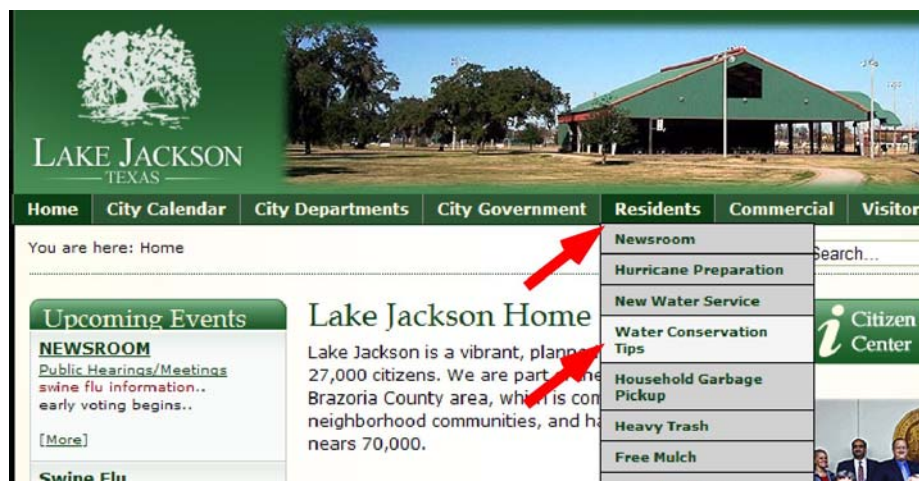 LAKE JACKSON
TEXAS
Home City Calendar City Departments City Government Residents Commercial Visitor
You are here: Home
Search...
Newsroom
Hurricane Preparation
New Water Service
Water Conservation
Tips
Household Garbage
Pickup
Heavy Trash
Free Mulch
Upcoming Events
NEWSROOM
Public Hearings/Meetings
swine flu information..
early voting begins..
[More]
Swine Flu
Lake Jackson Home
Lake Jackson is a vibrant,
27,000 citizens. We are part
Brazoria County area, which is
neighborhood communities, and
nears 70,000.
Citizen
Center